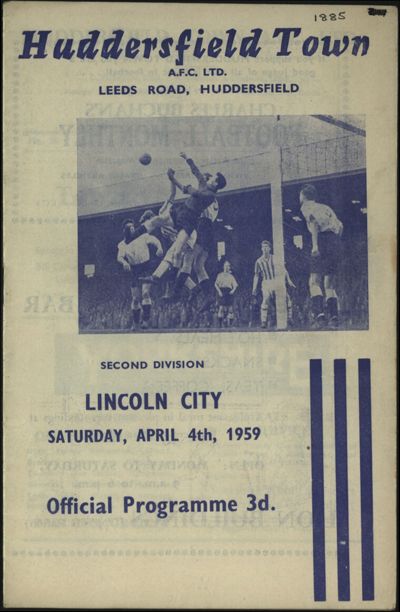 1885
Huddersfield Town
A.F.C. LTD.
LEEDS ROAD, HUDDERSFIELD
SECOND DIVISION
LINCOLN CITY
SATURDAY, APRIL 4th, 1959
Official Programme 3d.